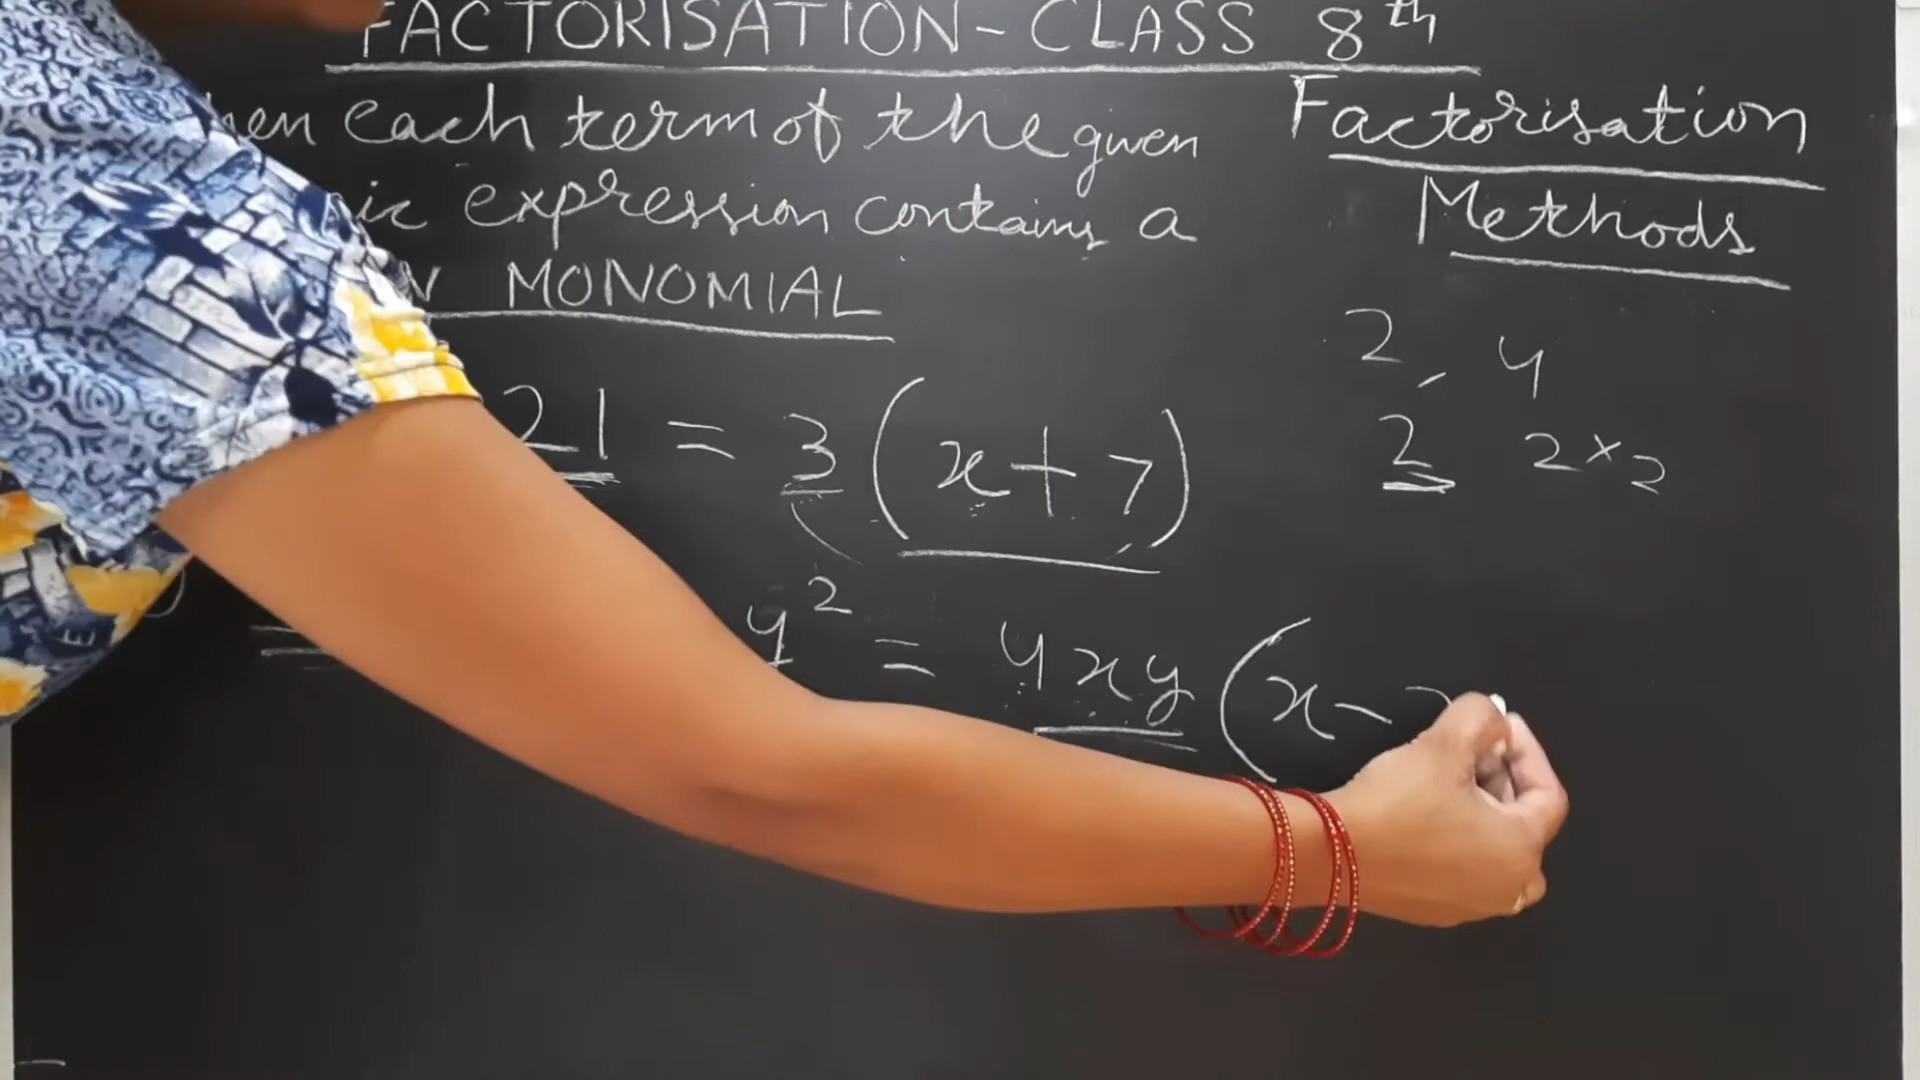 FACTORISATION - CLASS 8th
each term of the given
expression contains a
MONOMIAL
21 = 3 (x + 7)
y² = 4xy (x -
Factorisation
Methods
2, 4
2 2×2